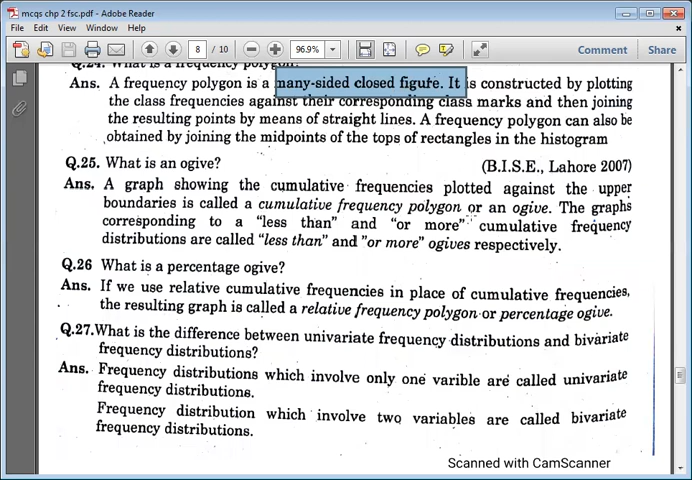 mcqs chp 2 fsc.pdf - Adobe Reader
File Edit View Window Help
8 / 10 96.9% Comment Share
Q.24. What is a frequency polygon?
Ans. A frequency polygon is a many-sided closed figure. It is constructed by plotting
the class frequencies against their corresponding class marks and then joining
the resulting points by means of straight lines. A frequency polygon can also be
obtained by joining the midpoints of the tops of rectangles in the histogram
Q.25. What is an ogive? (B.I.S.E., Lahore 2007)
Ans. A graph showing the cumulative frequencies plotted against the upper
boundaries is called a cumulative frequency polygon or an ogive. The graphs
corresponding to a “less than” and “or more” cumulative frequency
distributions are called “less than” and “or more” ogives respectively.
Q.26 What is a percentage ogive?
Ans. If we use relative cumulative frequencies in place of cumulative frequencies,
the resulting graph is called a relative frequency polygon or percentage ogive.
Q.27.What is the difference between univariate frequency distributions and bivariate
frequency distributions?
Ans. Frequency distributions which involve only one varible are called univariate
frequency distributions.
Frequency distribution which involve two variables are called bivariate
frequency distributions.
Scanned with CamScanner